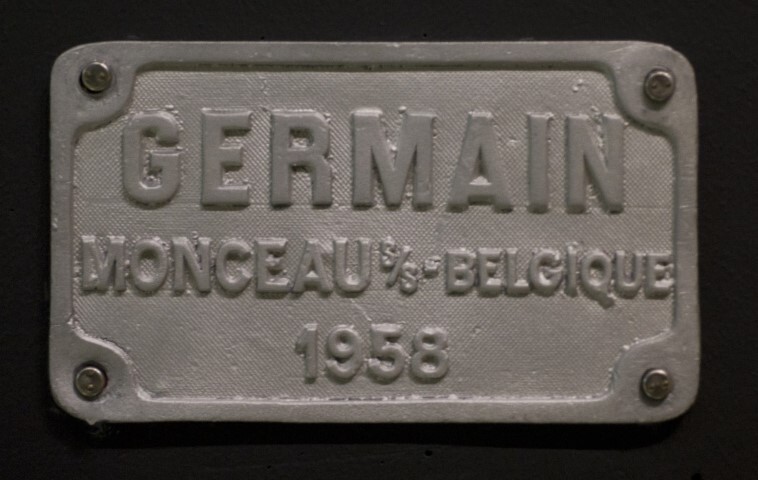 GERMAIN
MONCEAU S/S-BELGIQUE
1958